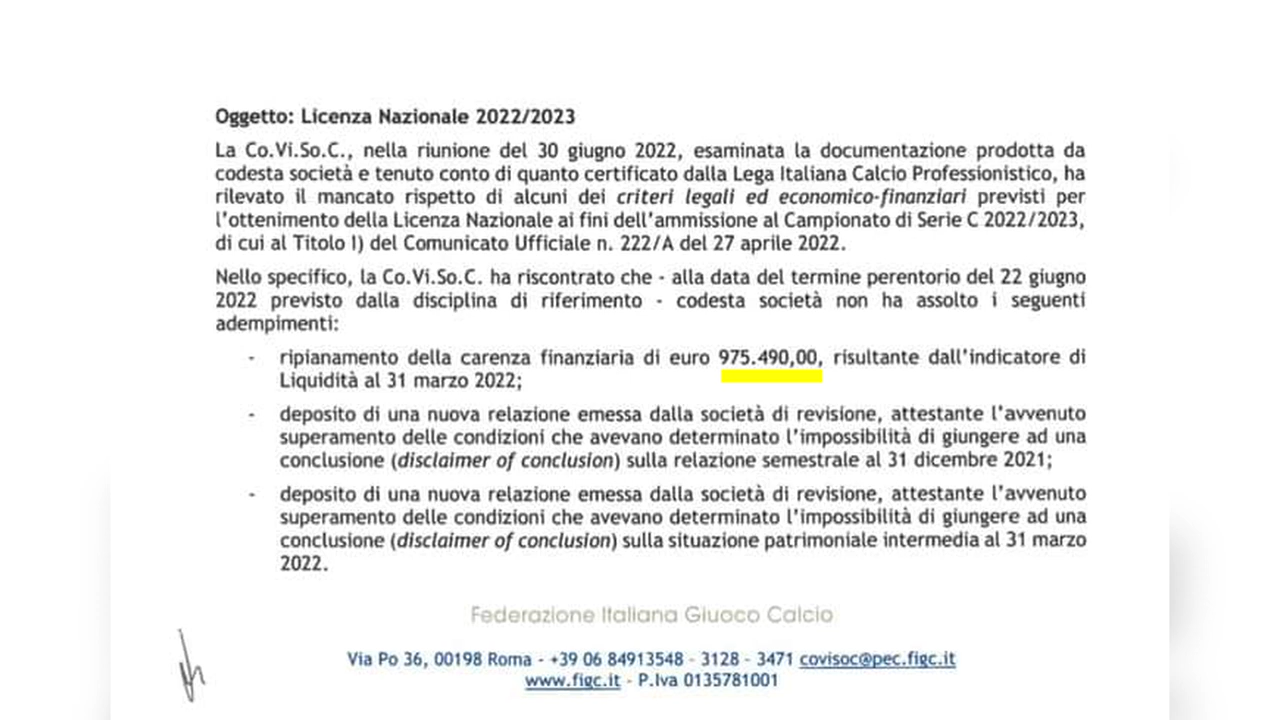 Oggetto: Licenza Nazionale 2022/2023
La Co.Vi.So.C., nella riunione del 30 giugno 2022, esaminata la documentazione prodotta da
codesta società e tenuto conto di quanto certificato dalla Lega Italiana Calcio Professionistico, ha
rilevato il mancato rispetto di alcuni dei criteri legali ed economico-finanziari previsti per
l'ottenimento della Licenza Nazionale ai fini dell'ammissione al Campionato di Serie C 2022/2023,
di cui al Titolo I) del Comunicato Ufficiale n. 222/A del 27 aprile 2022.
Nello specifico, la Co.Vi.So.C. ha riscontrato che - alla data del termine perentorio del 22 giugno
2022 previsto dalla disciplina di riferimento - codesta società non ha assolto i seguenti
adempimenti:
- ripianamento della carenza finanziaria di euro 975.490,00, risultante dall'indicatore di
Liquidità al 31 marzo 2022;
- deposito di una nuova relazione emessa dalla società di revisione, attestante l'avvenuto
superamento delle condizioni che avevano determinato l'impossibilità di giungere ad una
conclusione (disclaimer of conclusion) sulla relazione semestrale al 31 dicembre 2021;
- deposito di una nuova relazione emessa dalla società di revisione, attestante l'avvenuto
superamento delle condizioni che avevano determinato l'impossibilità di giungere ad una
conclusione (disclaimer of conclusion) sulla situazione patrimoniale intermedia al 31 marzo
2022.
Federazione Italiana Giuoco Calcio
Via Po 36, 00198 Roma - +39 06 84913548 - 3128 - 3471 covisoc@pec.figc.it
www.figc.it - P.Iva 0135781001